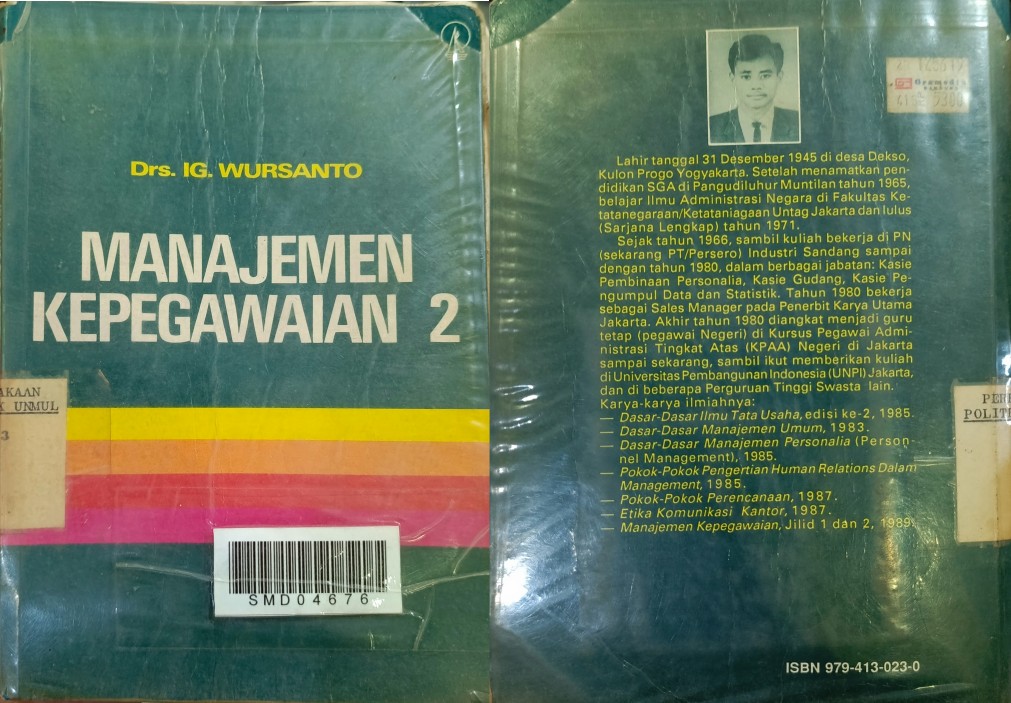 Drs. IG. WURSANTO
MANAJEMEN
KEPEGAWAIAN 2
AKAAN
UNMUL
3
SMD04676
Lahir tanggal 31 Desember 1945 di desa Dekso,
Kulon Progo Yogyakarta. Setelah menamatkan pen-
didikan SGA di Pangudiluhur Muntilan tahun 1965,
belajar Ilmu Administrasi Negara di Fakultas Ke-
tatanegaraan/Ketataniagaan Untag Jakarta dan lulus
(Sarjana Lengkap) tahun 1971.
Sejak tahun 1966, sambil kuliah bekerja di PN
(sekarang PT/Persero) Industri Sandang sampai
dengan tahun 1980, dalam berbagai jabatan: Kasie
Pembinaan Personalia, Kasie Gudang, Kasie Pe-
ngumpul Data dan Statistik. Tahun 1980 bekerja
sebagai Sales Manager pada Penerbit Karya Utama
Jakarta. Akhir tahun 1980 diangkat menjadi guru
tetap (pegawai Negeri) di Kursus Pegawai Admi-
nistrasi Tingkat Atas (KPAA) Negeri di Jakarta
sampai sekarang, sambil ikut memberikan kuliah
di Universitas Pembangunan Indonesia (UNPI) Jakarta,
dan di beberapa Perguruan Tinggi Swasta lain.
Karya-karya ilmiahnya:
— Dasar-Dasar Ilmu Tata Usaha, edisi ke-2, 1985.
— Dasar-Dasar Manajemen Umum, 1983.
— Dasar-Dasar Manajemen Personalia (Person-
nel Management), 1985.
— Pokok-Pokok Pengertian Human Relations Dalam
Management, 1985.
— Pokok-Pokok Perencanaan, 1987.
— Etika Komunikasi Kantor, 1987.
— Manajemen Kepegawaian, Jilid 1 dan 2, 1989.
PER
POLITE
ISBN 979-413-023-0